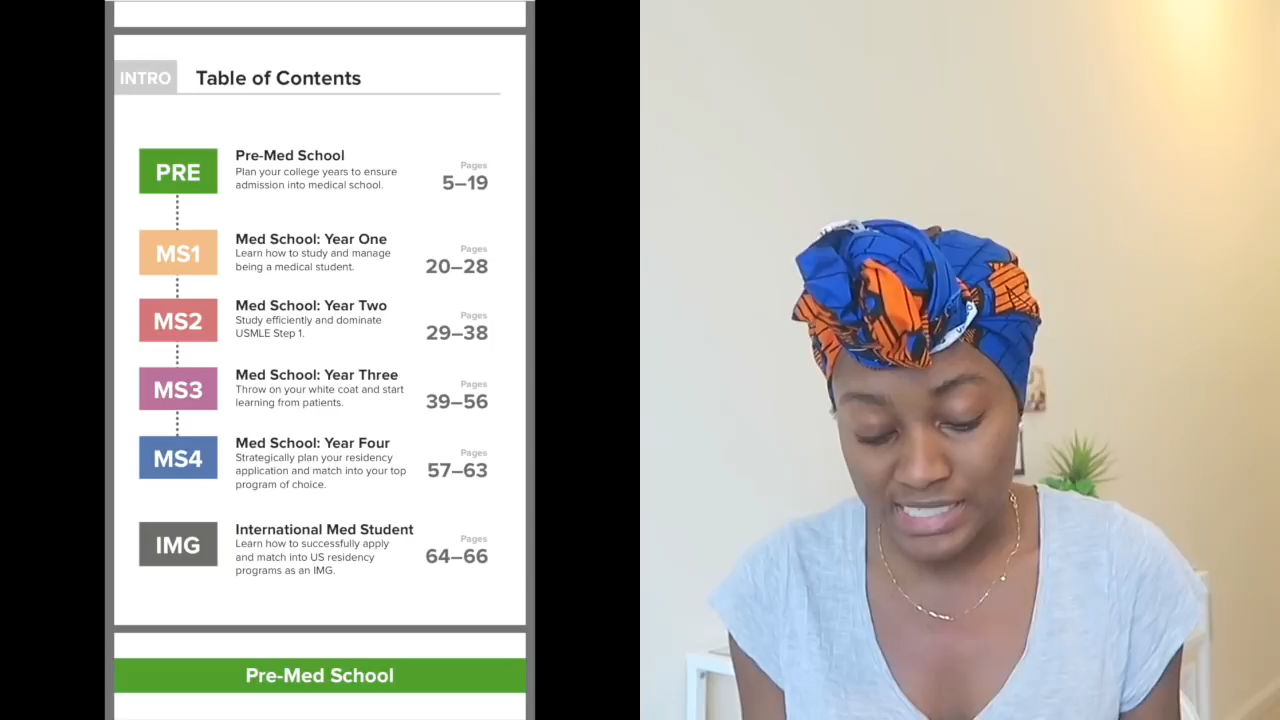 INTRO
Table of Contents
PRE
Pre-Med School
Plan your college years to ensure
admission into medical school.
Pages
5–19
MS1
Med School: Year One
Learn how to study and manage
being a medical student.
Pages
20–28
MS2
Med School: Year Two
Study efficiently and dominate
USMLE Step 1.
Pages
29–38
MS3
Med School: Year Three
Throw on your white coat and start
learning from patients.
Pages
39–56
MS4
Med School: Year Four
Strategically plan your residency
application and match into your top
program of choice.
Pages
57–63
IMG
International Med Student
Learn how to successfully apply
and match into US residency
programs as an IMG.
Pages
64–66
Pre-Med School